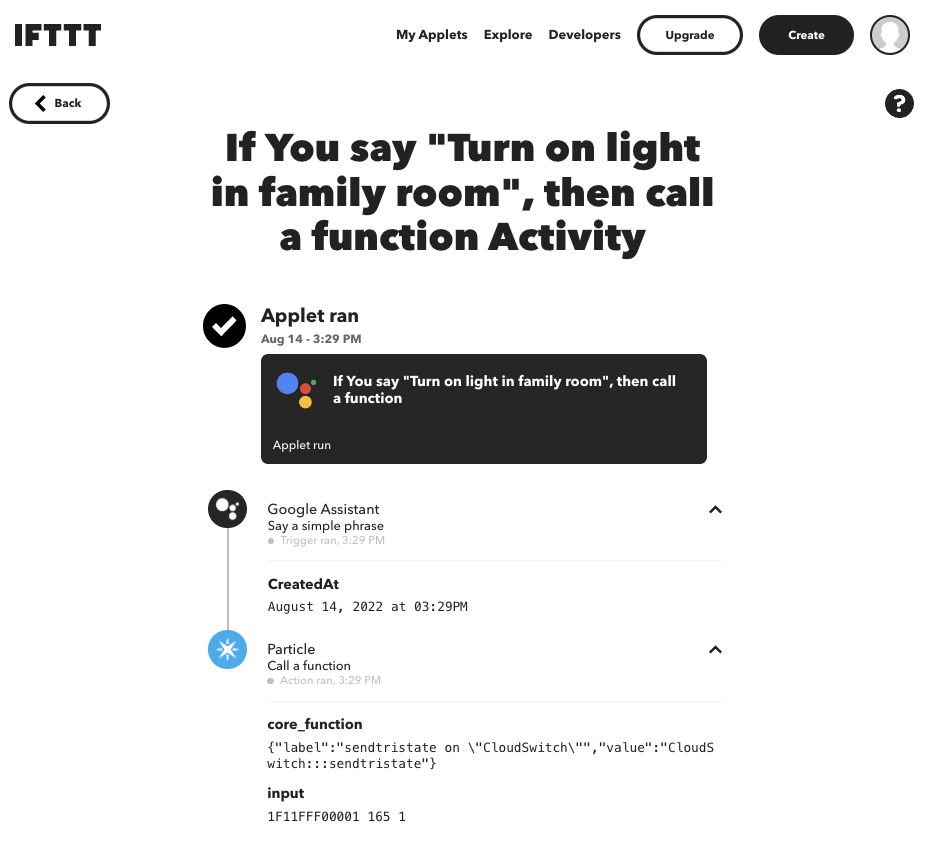 IFTTT
My Applets Explore Developers Upgrade Create
Back
?
If You say "Turn on light
in family room", then call
a function Activity
Applet ran
Aug 14 - 3:29 PM
If You say "Turn on light in family room", then call
a function
Applet run
Google Assistant
Say a simple phrase
Trigger ran, 3:29 PM
CreatedAt
August 14, 2022 at 03:29PM
Particle
Call a function
Action ran, 3:29 PM
core_function
{"label":"sendtristate on \"CloudSwitch\"","value":"CloudS
witch:::sendtristate"}
input
1F11FFF00001 165 1